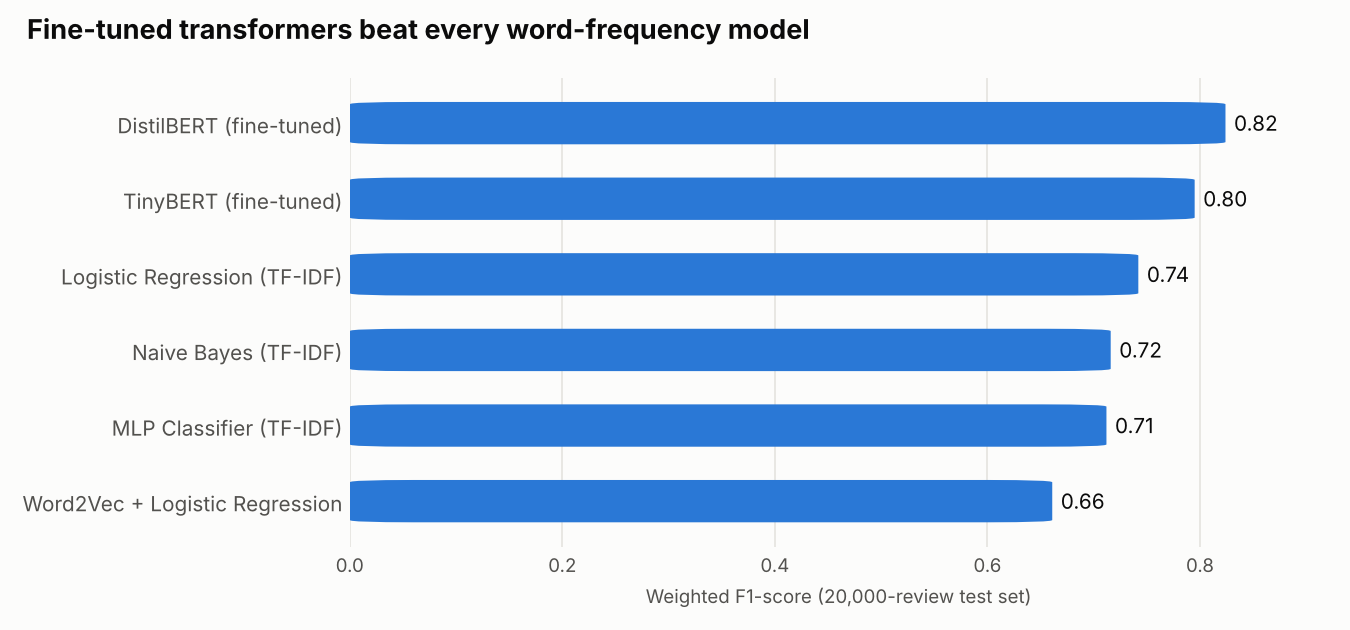 Fine-tuned transformers beat every word-frequency model
DistilBERT (fine-tuned)
0.82
TinyBERT (fine-tuned)
0.80
Logistic Regression (TF-IDF)
0.74
Naive Bayes (TF-IDF)
0.72
MLP Classifier (TF-IDF)
0.71
Word2Vec + Logistic Regression
0.66
0.0 0.2 0.4 0.6 0.8
Weighted F1-score (20,000-review test set)